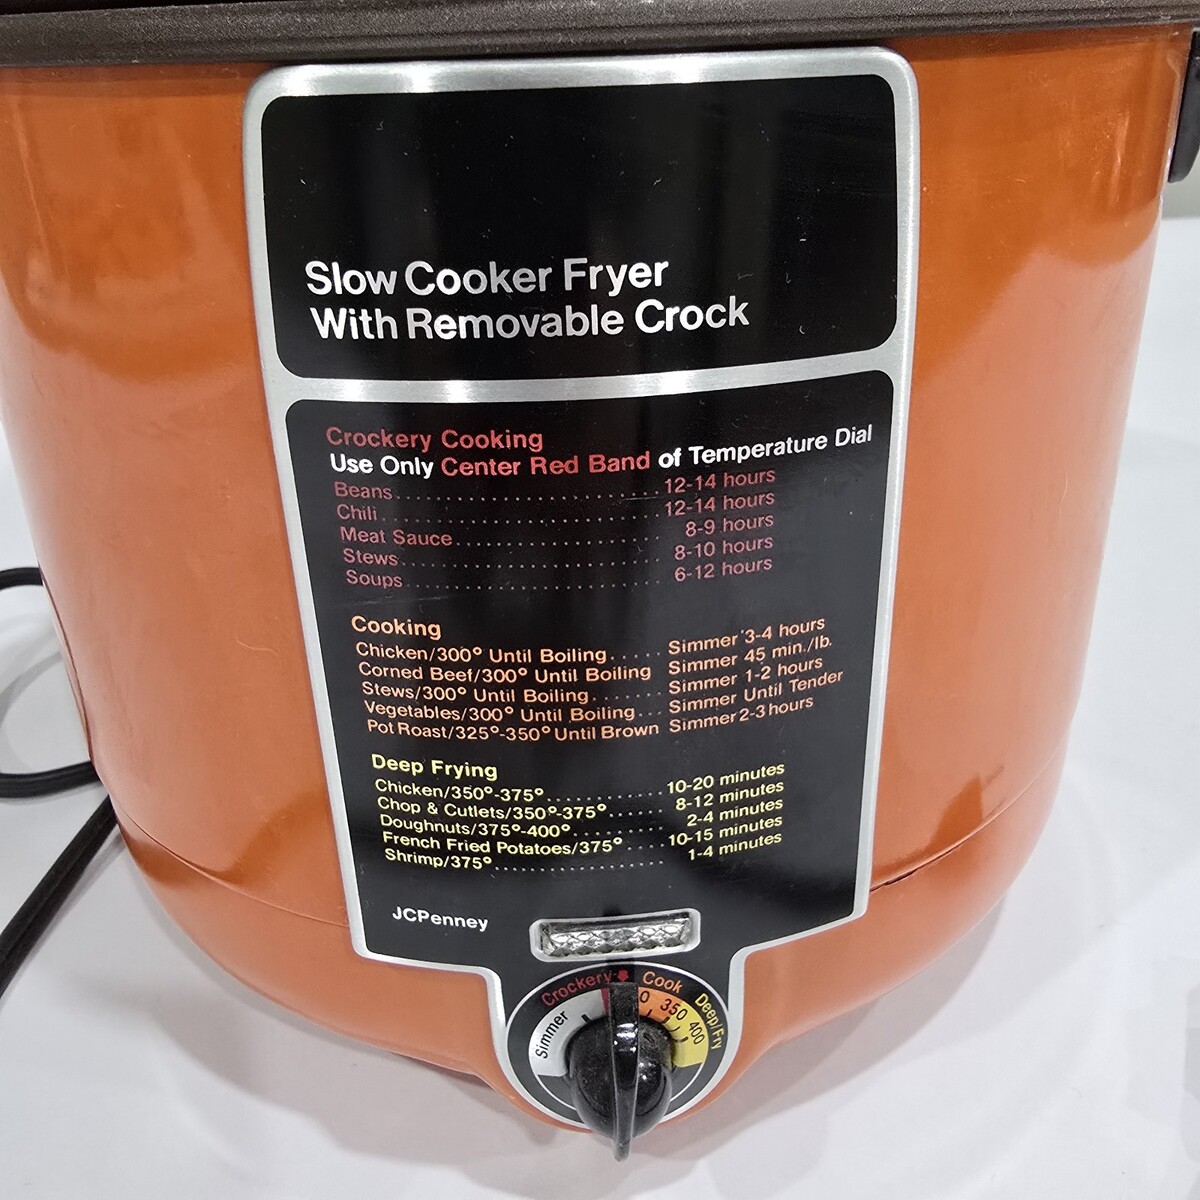 Slow Cooker Fryer
With Removable Crock
Crockery Cooking
Use Only Center Red Band of Temperature Dial
Beans.............................12-14 hours
Chili..............................12-14 hours
Meat Sauce...................... 8-9 hours
Stews............................ 8-10 hours
Soups............................ 6-12 hours
Cooking
Chicken/300° Until Boiling...... Simmer 3-4 hours
Corned Beef/300° Until Boiling Simmer 45 min./lb.
Stews/300° Until Boiling....... Simmer 1-2 hours
Vegetables/300° Until Boiling... Simmer Until Tender
Pot Roast/325°-350° Until Brown Simmer 2-3 hours
Deep Frying
Chicken/350°-375°.............10-20 minutes
Chop & Cutlets/350°-375°...... 8-12 minutes
Doughnuts/375°-400°.......... 2-4 minutes
French Fried Potatoes/375°.....10-15 minutes
Shrimp/375°................... 1-4 minutes
JCPenney
Simmer Crockery Cook Deep/Fry
350 400